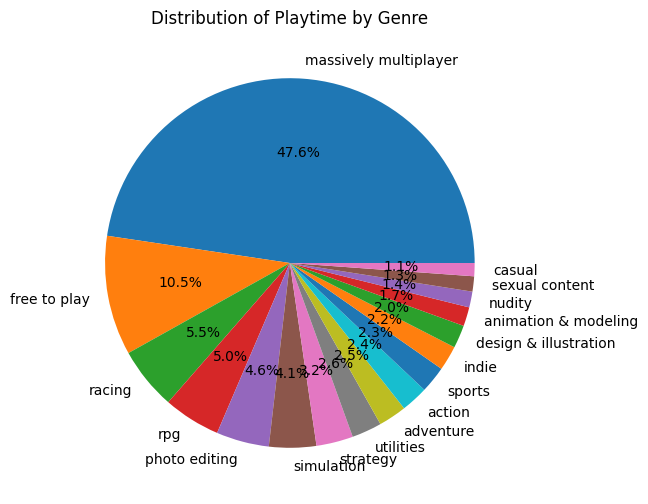 Distribution of Playtime by Genre
massively multiplayer
47.6%
free to play
10.5%
racing
5.5%
rpg
5.0%
photo editing
4.6%
simulation
4.1%
strategy
3.2%
utilities
2.6%
adventure
2.5%
action
2.4%
sports
2.3%
indie
2.2%
design & illustration
2.0%
animation & modeling
1.7%
nudity
1.4%
sexual content
1.3%
casual
1.1%